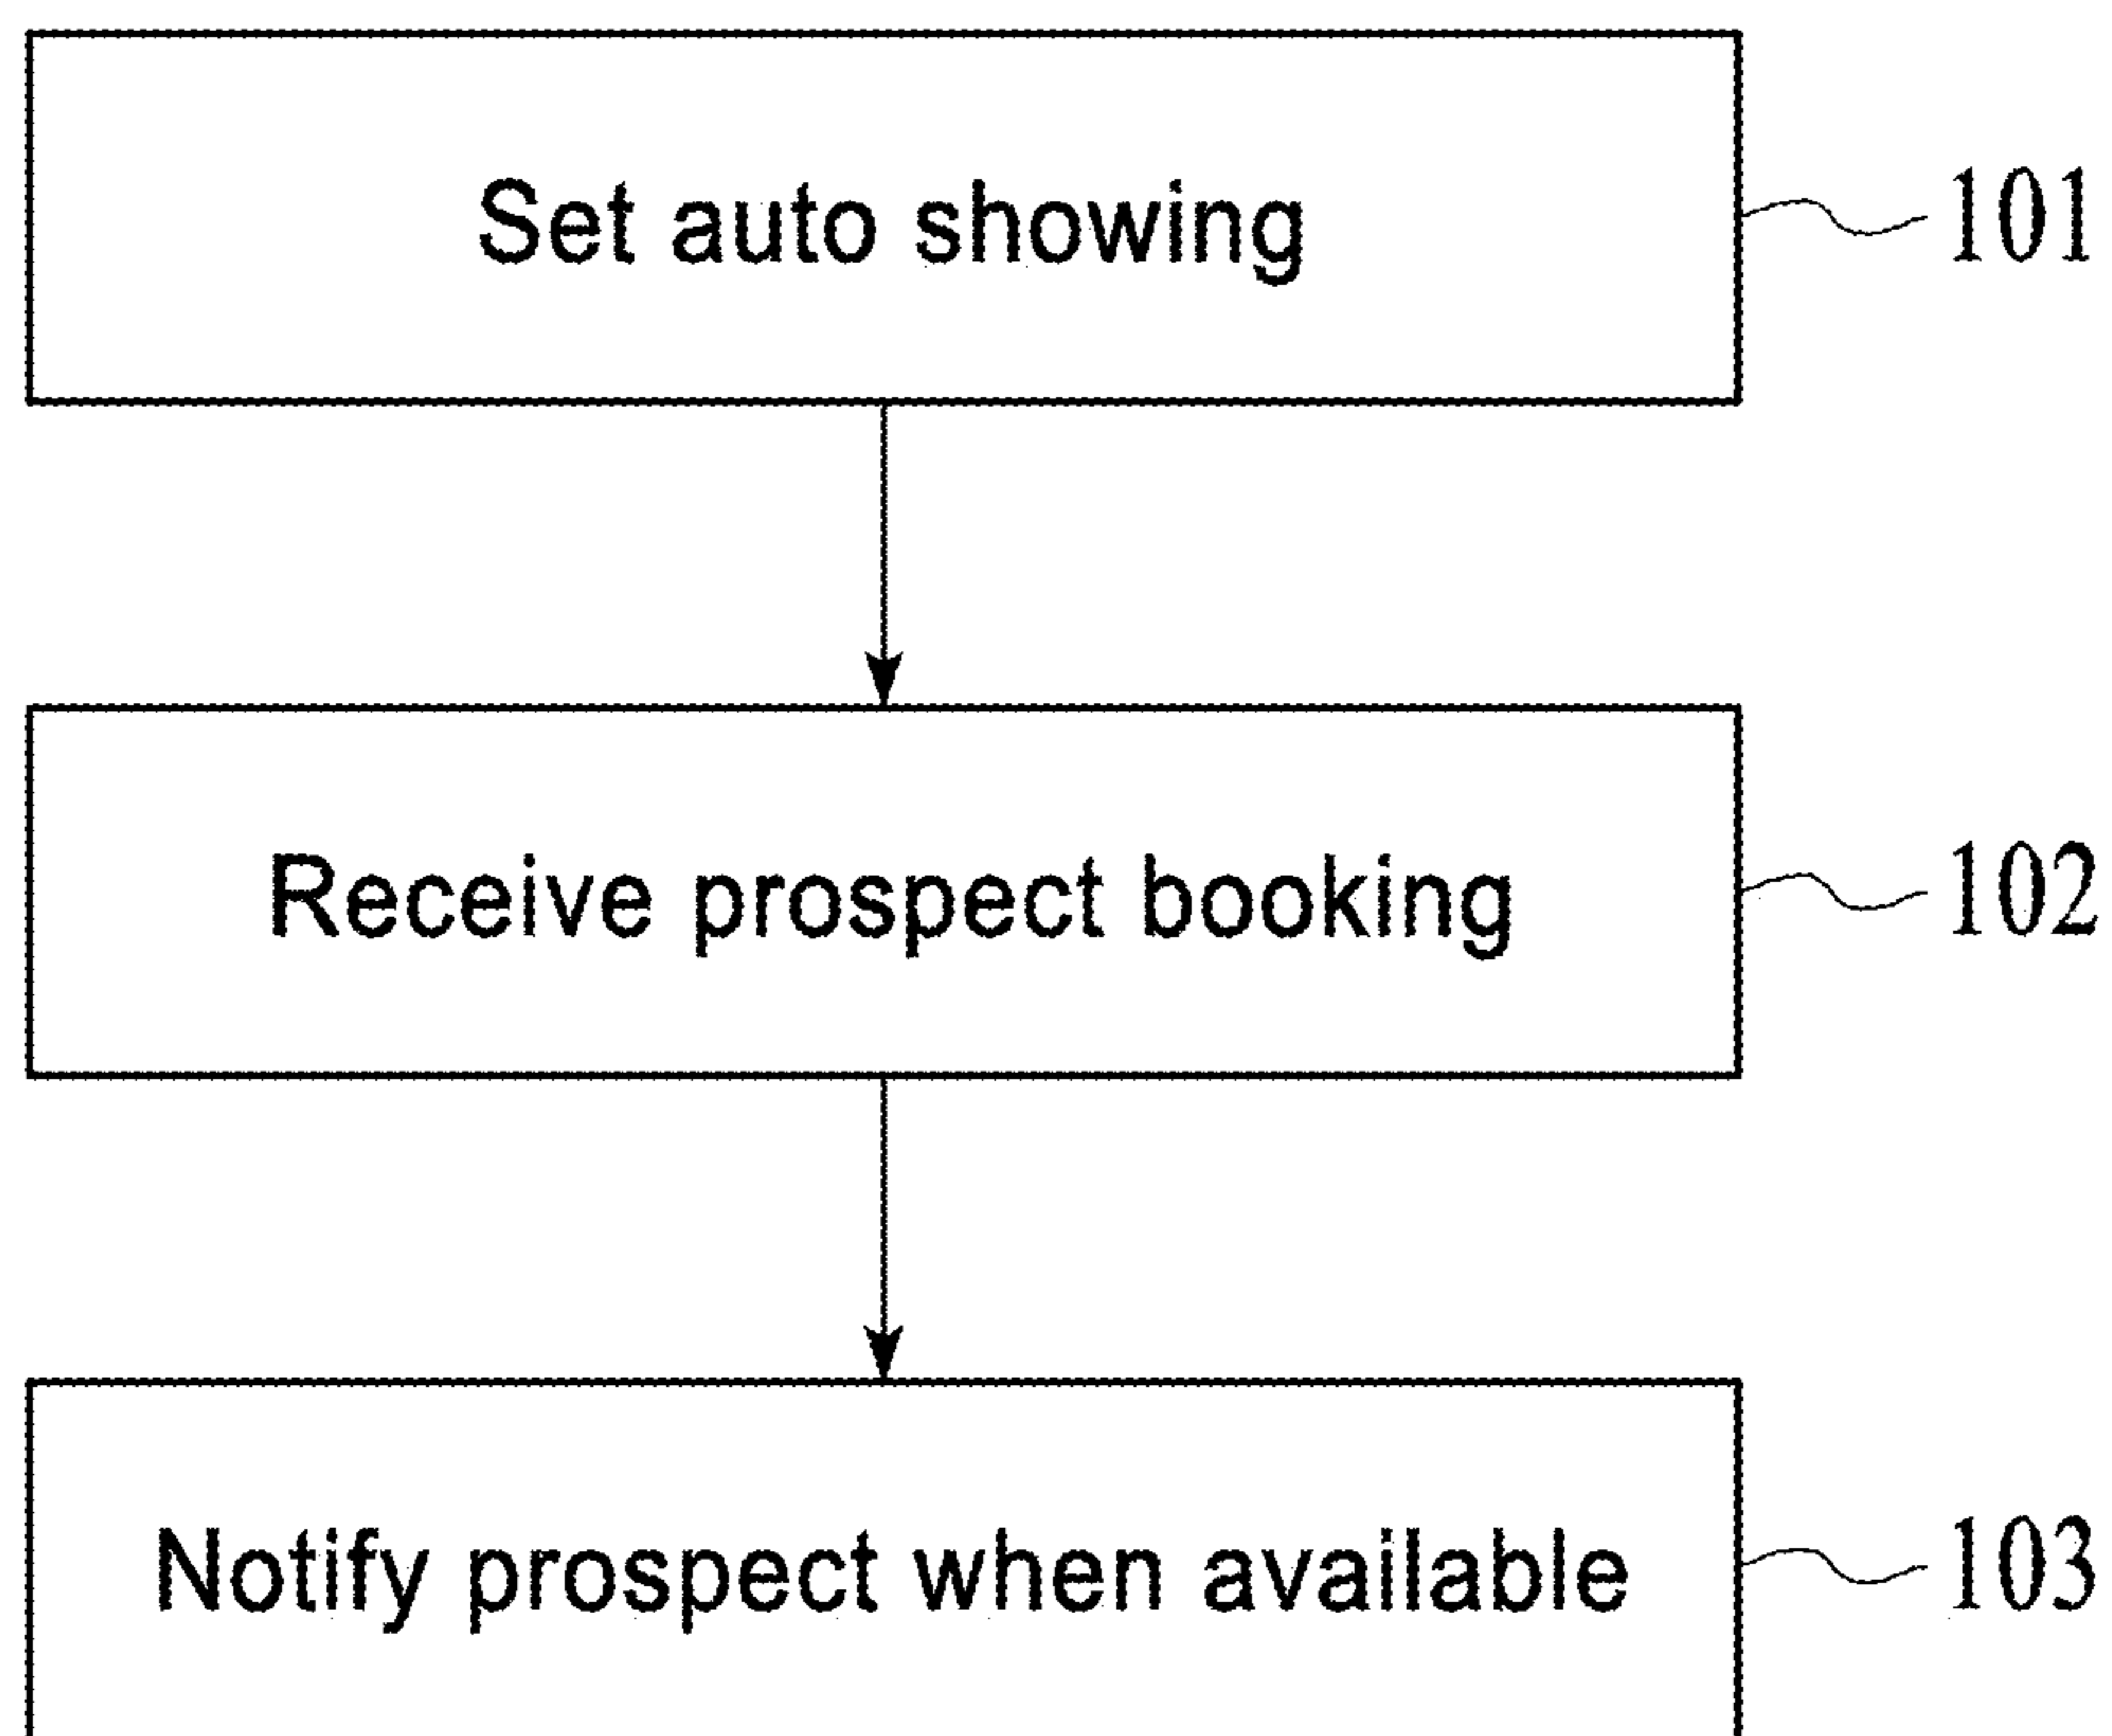 Set auto showing
101
Receive prospect booking
102
Notify prospect when available
103